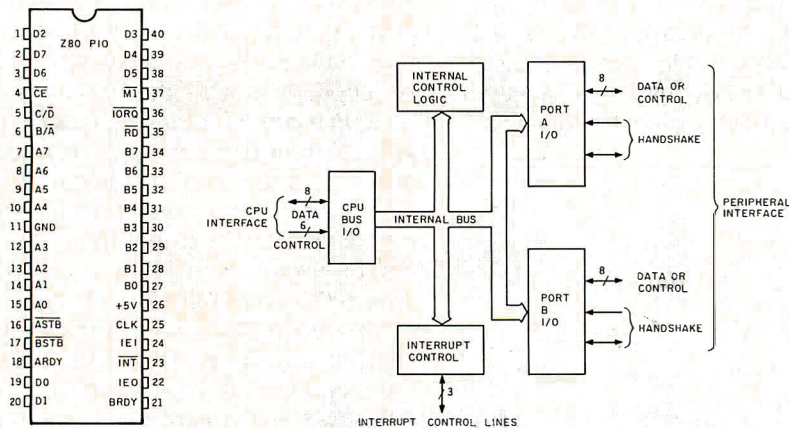 Z80 PIO
1 D2 D3 40
2 D7 D4 39
3 D6 D5 38
4 CE M1 37
5 C/D IORQ 36
6 B/A RD 35
7 A7 B7 34
8 A6 B6 33
9 A5 B5 32
10 A4 B4 31
11 GND B3 30
12 A3 B2 29
13 A2 B1 28
14 A1 B0 27
15 A0 +5V 26
16 ASTB CLK 25
17 BSTB IEI 24
18 ARDY INT 23
19 D0 IEO 22
20 D1 BRDY 21
CPU
INTERFACE
8
DATA
6
CONTROL
CPU
BUS
I/O
INTERNAL
CONTROL
LOGIC
INTERNAL BUS
INTERRUPT
CONTROL
3
INTERRUPT CONTROL LINES
PORT
A
I/O
8
DATA OR
CONTROL
HANDSHAKE
PORT
B
I/O
8
DATA OR
CONTROL
HANDSHAKE
PERIPHERAL
INTERFACE